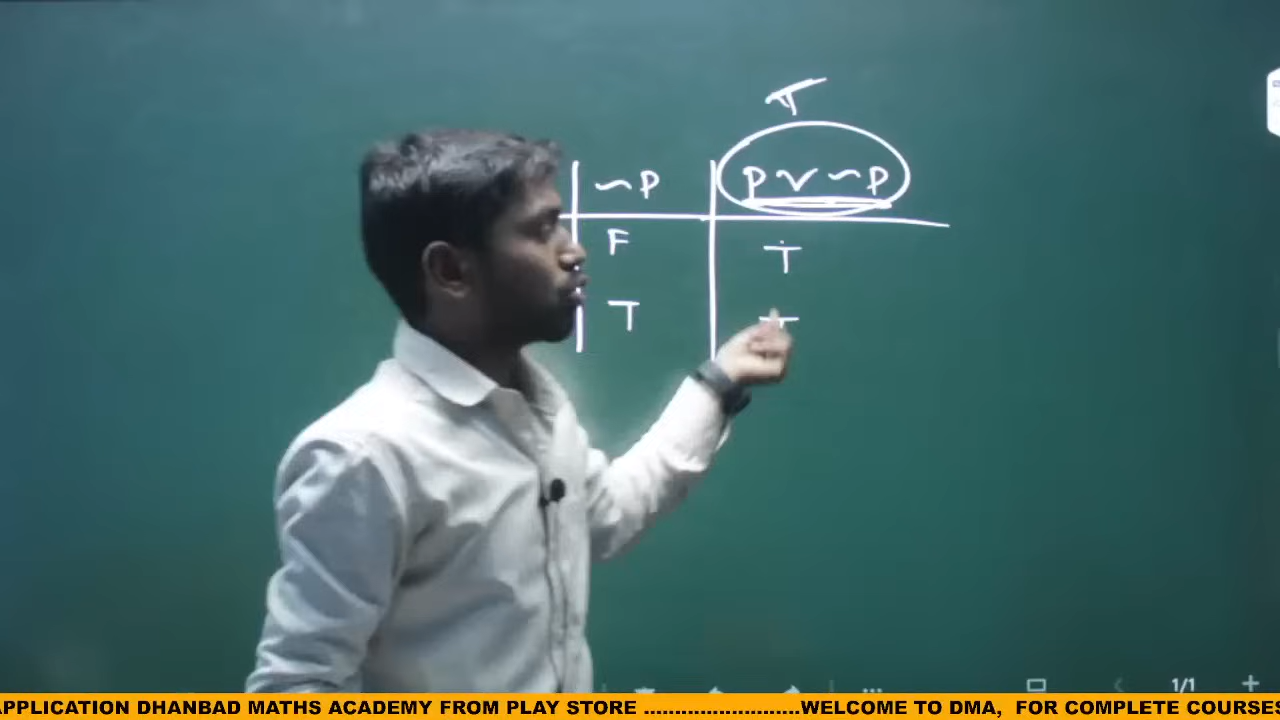 T
~p p ∨ ~p
F T
T T
1/1
APPLICATION DHANBAD MATHS ACADEMY FROM PLAY STORE .........................WELCOME TO DMA, FOR COMPLETE COURSES